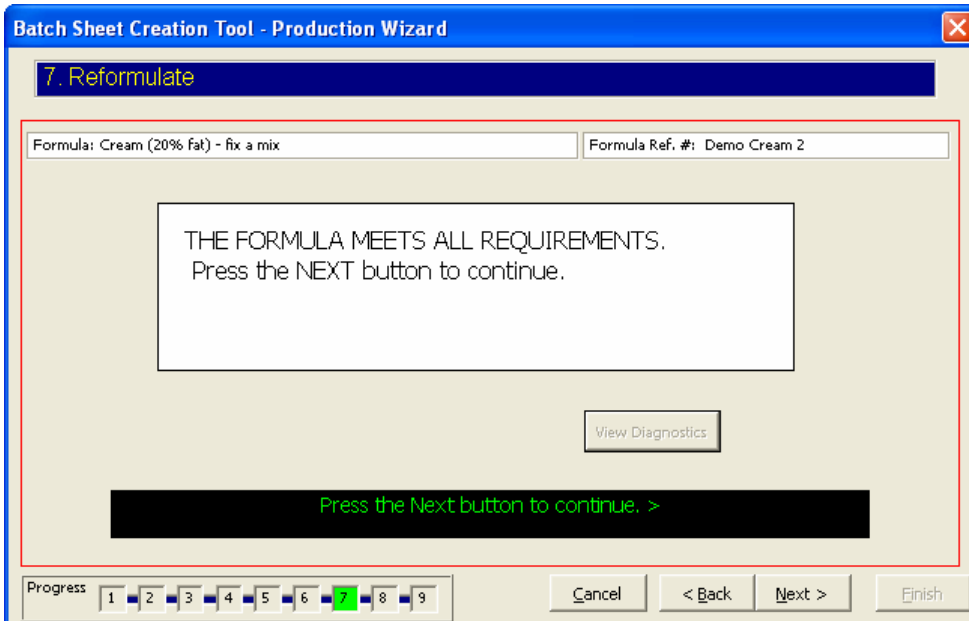 Batch Sheet Creation Tool - Production Wizard
7. Reformulate
Formula: Cream (20% fat) - fix a mix
Formula Ref. #: Demo Cream 2
THE FORMULA MEETS ALL REQUIREMENTS.
Press the NEXT button to continue.
View Diagnostics
Press the Next button to continue. >
Progress 1 2 3 4 5 6 7 8 9
Cancel
< Back
Next >
Finish